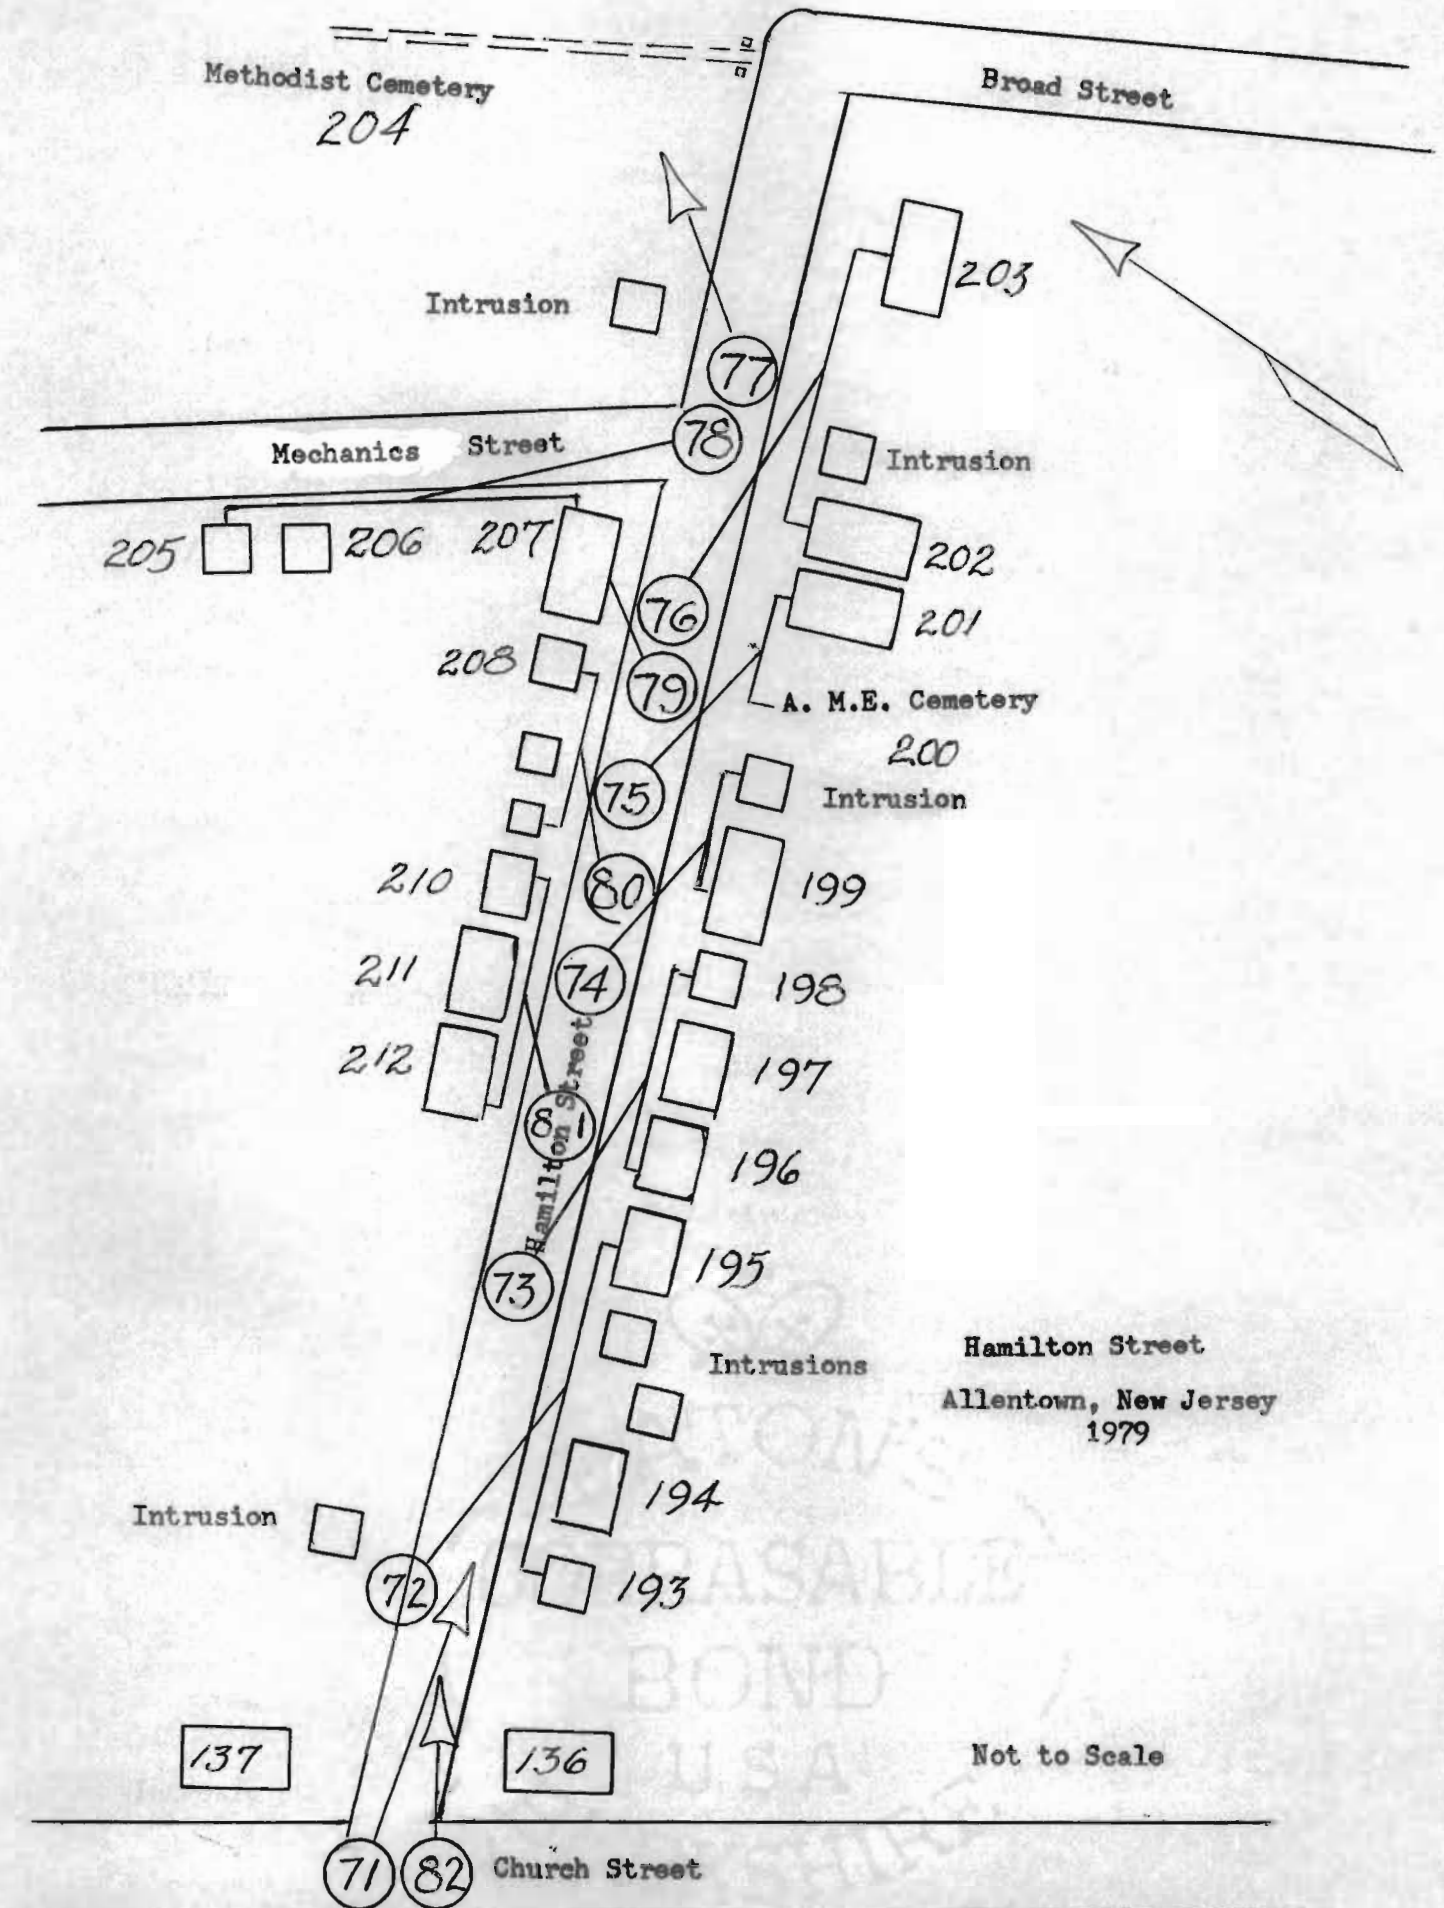 Methodist Cemetery
204
Broad Street
203
Intrusion
77
78
Mechanics Street
Intrusion
205
206
207
202
76
201
208
79
A. M.E. Cemetery
200
75
Intrusion
210
80
199
211
74
198
212
197
81
Hamilton Street
196
73
195
Intrusions
Hamilton Street
Allentown, New Jersey
1979
194
Intrusion
72
193
BOND
USA
137
136
Not to Scale
71
82
Church Street